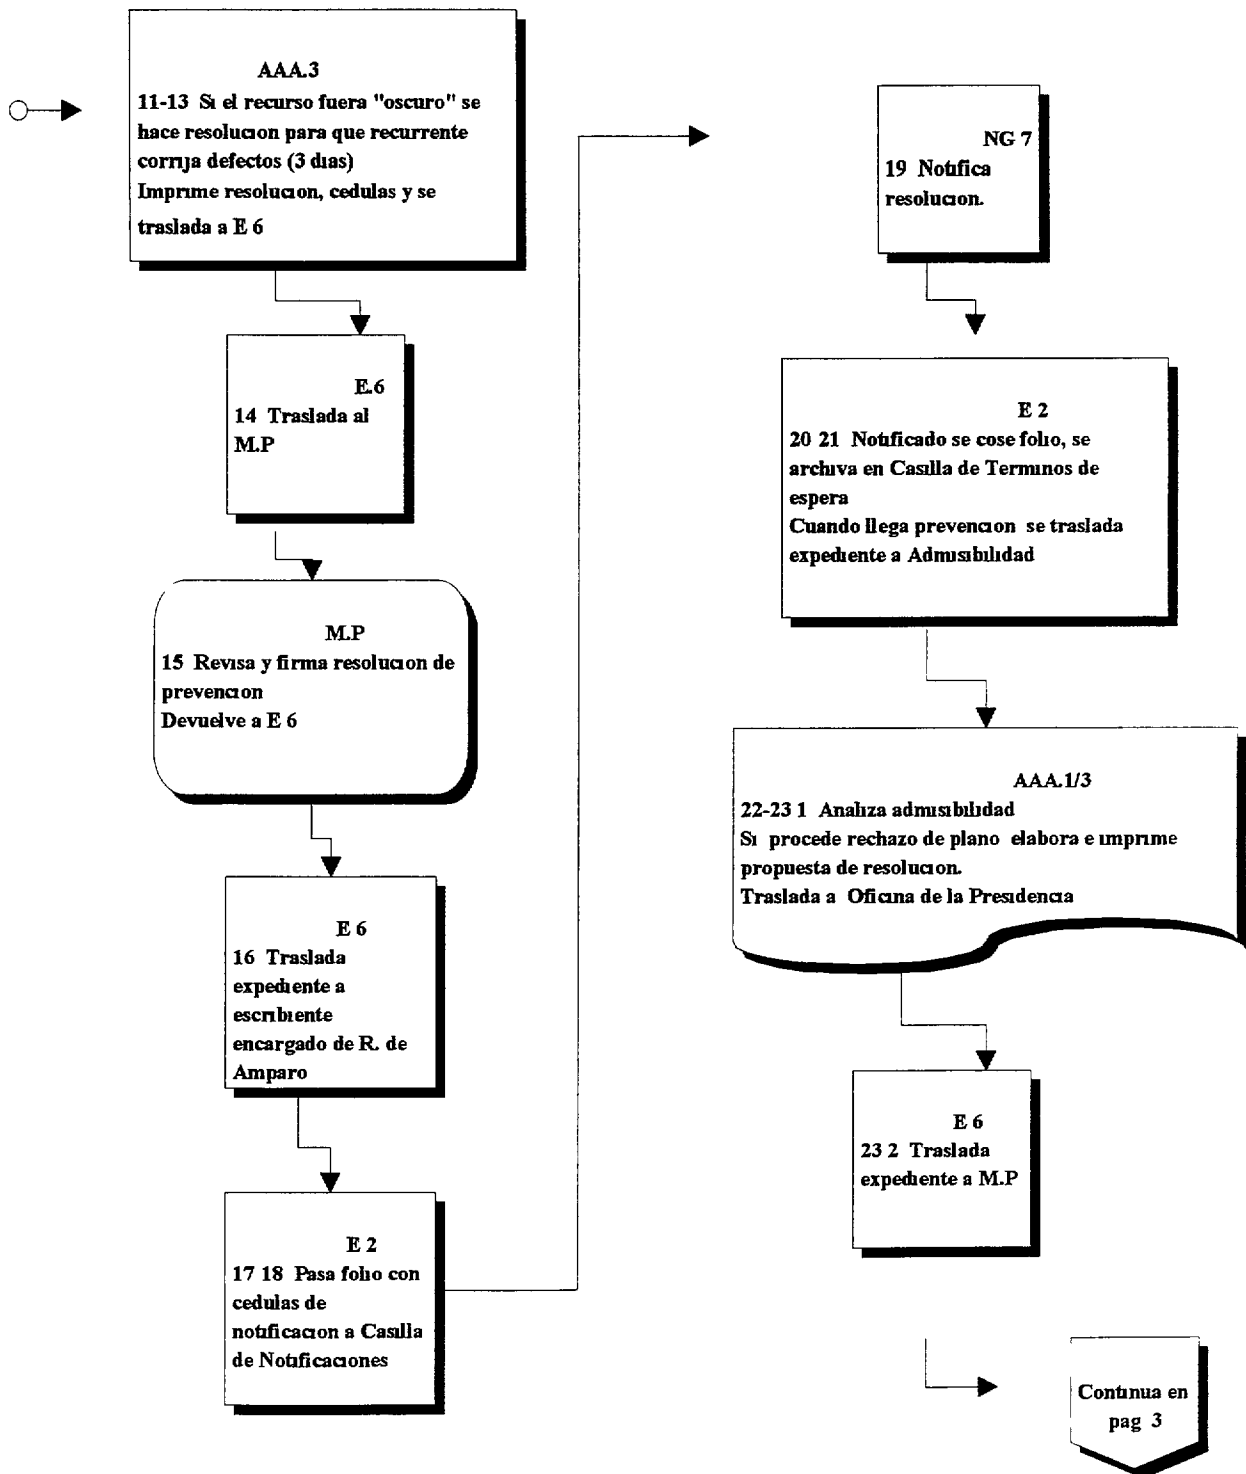 AAA.3
11-13 Si el recurso fuera "oscuro" se
hace resolucion para que recurrente
corrija defectos (3 dias)
Imprime resolucion, cedulas y se
traslada a E 6
E.6
14 Traslada al
M.P
M.P
15 Revisa y firma resolucion de
prevencion
Devuelve a E 6
E 6
16 Traslada
expediente a
escribiente
encargado de R. de
Amparo
E 2
17 18 Pasa folio con
cedulas de
notificacion a Casilla
de Notificaciones
NG 7
19 Notifica
resolucion.
E 2
20 21 Notificado se cose folio, se
archiva en Casilla de Terminos de
espera
Cuando llega prevencion se traslada
expediente a Admisibilidad
AAA.1/3
22-23 1 Analiza admisibilidad
Si procede rechazo de plano elabora e imprime
propuesta de resolucion.
Traslada a Oficina de la Presidencia
E 6
23 2 Traslada
expediente a M.P
Continua en
pag 3